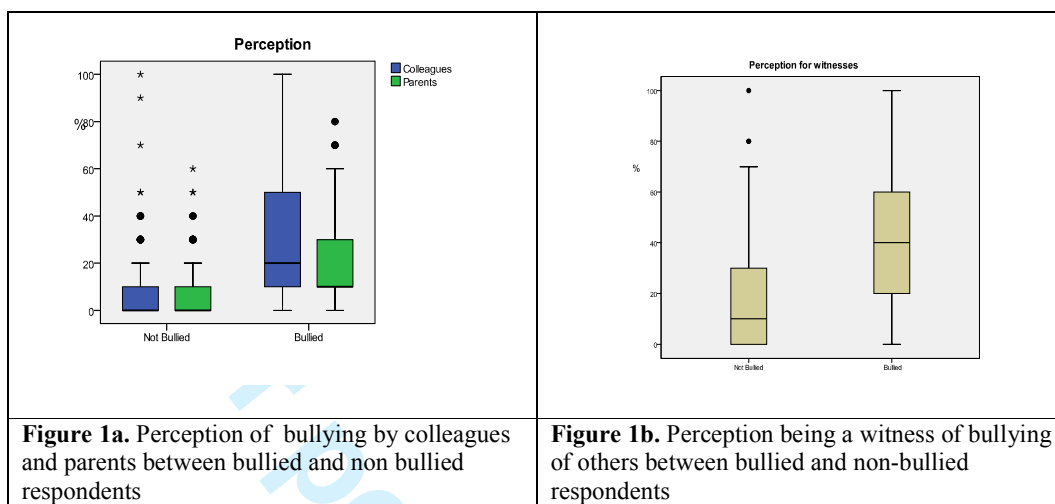 Perception
Colleagues
Parents
100
%80
60
40
20
0
Not Bullied
Bullied
Figure 1a. Perception of bullying by colleagues
and parents between bullied and non bullied
respondents
Perception for witnesses
100
80
%
60
40
20
0
Not Bullied
Bullied
Figure 1b. Perception being a witness of bullying
of others between bullied and non-bullied
respondents